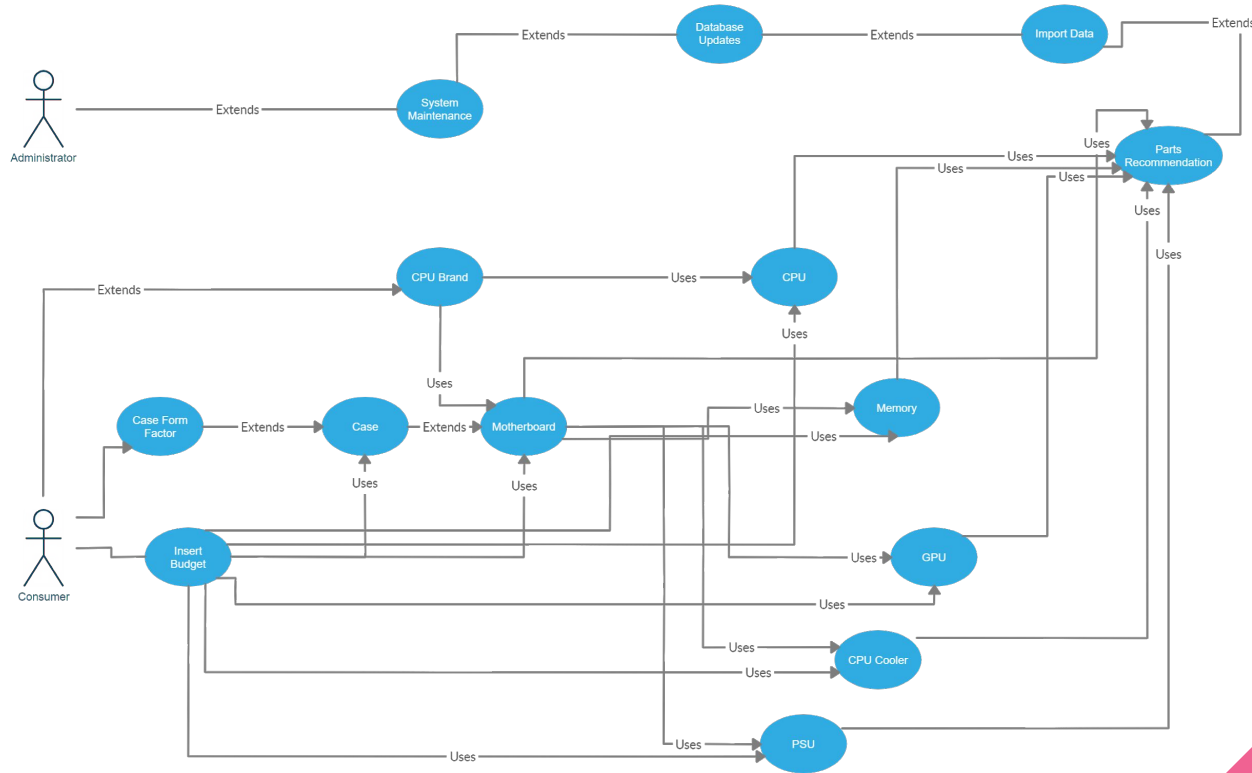 Database
Updates
Import Data
Extends
Extends
Extends
System
Maintenance
Extends
Administrator
Parts
Recommendation
Uses
Uses
Uses
Uses
Uses
Uses
CPU Brand
Uses
CPU
Extends
Uses
Uses
Case Form
Factor
Extends
Case
Extends
Motherboard
Uses
Memory
Uses
Uses
Uses
Consumer
Insert
Budget
Uses
GPU
Uses
Uses
CPU Cooler
Uses
Uses
PSU
Uses